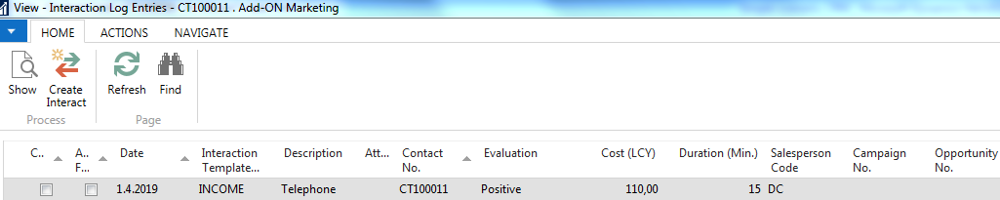 View - Interaction Log Entries - CT100011 . Add-ON Marketing
HOME ACTIONS NAVIGATE
Show Create Interact Refresh Find
Process Page
C.. A.. F... Date Interaction Template... Description Att... Contact No. Evaluation Cost (LCY) Duration (Min.) Salesperson Code Campaign No. Opportunity No.
1.4.2019 INCOME Telephone CT100011 Positive 110,00 15 DC